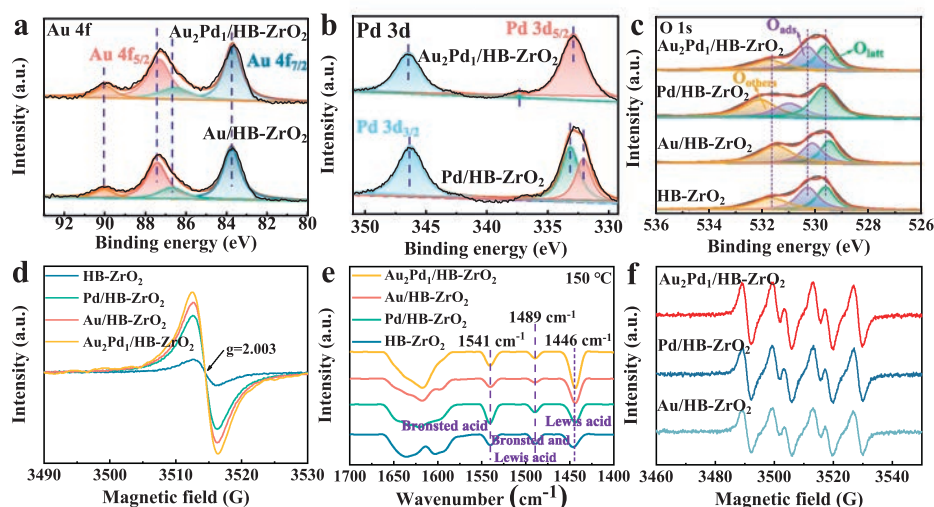 a
Au 4f
Au₂Pd₁/HB-ZrO₂
Au 4f₅/₂
Au 4f₇/₂
Au/HB-ZrO₂
Intensity (a.u.)
92 90 88 86 84 82 80
Binding energy (eV)
b
Pd 3d
Pd 3d₅/₂
Au₂Pd₁/HB-ZrO₂
Pd 3d₃/₂
Pd/HB-ZrO₂
Intensity (a.u.)
350 345 340 335 330
Binding energy (eV)
c
O 1s
Oads
Au₂Pd₁/HB-ZrO₂
Olatt
Oothers
Pd/HB-ZrO₂
Au/HB-ZrO₂
HB-ZrO₂
Intensity (a.u.)
536 534 532 530 528 526
Binding energy (eV)
d
HB-ZrO₂
Pd/HB-ZrO₂
Au/HB-ZrO₂
Au₂Pd₁/HB-ZrO₂
g=2.003
Intensity (a.u.)
3490 3500 3510 3520 3530
Magnetic field (G)
e
Au₂Pd₁/HB-ZrO₂
150 °C
Au/HB-ZrO₂
Pd/HB-ZrO₂
1489 cm⁻¹
HB-ZrO₂
1541 cm⁻¹
1446 cm⁻¹
Bronsted acid
Lewis acid
Bronsted and
Lewis acid
Intensity (a.u.)
1700 1650 1600 1550 1500 1450 1400
Wavenumber (cm⁻¹)
f
Au₂Pd₁/HB-ZrO₂
Pd/HB-ZrO₂
Au/HB-ZrO₂
Intensity (a.u.)
3460 3480 3500 3520 3540
Magnetic field (G)